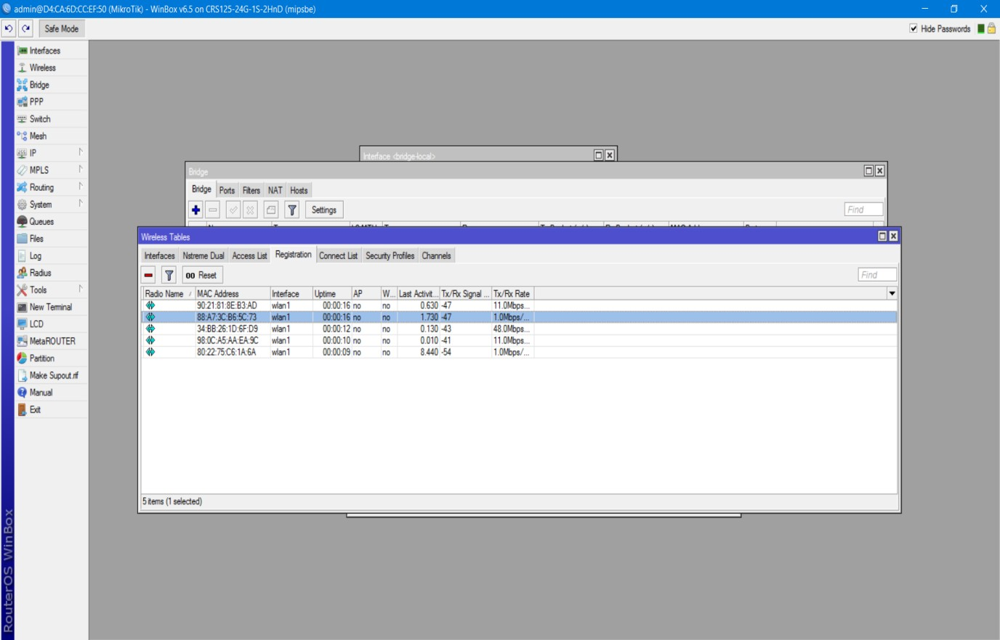 admin@D4:CA:6D:CC:EF:50 (MikroTik) - WinBox v6.5 on CRS125-24G-1S-2HnD (mipsbe)
Safe Mode
Hide Passwords
Interfaces
Wireless
Bridge
PPP
Switch
Mesh
IP
MPLS
Routing
System
Queues
Files
Log
Radius
Tools
New Terminal
LCD
MetaROUTER
Partition
Make Supout.rif
Manual
Exit
RouterOS WinBox
Interface <bridge-local>
Bridge
Bridge Ports Filters NAT Hosts
Settings Find
Wireless Tables
Interfaces Nstreme Dual Access List Registration Connect List Security Profiles Channels
00 Reset Find
Radio Name / MAC Address Interface Uptime AP W... Last Activit... Tx/Rx Signal ... Tx/Rx Rate
90:21:81:8E:B3:AD wlan1 00:00:16 no no 0.630 -47 11.0Mbps...
88:A7:3C:B6:5C:73 wlan1 00:00:16 no no 1.730 -47 1.0Mbps/...
34:BB:26:1D:6F:D9 wlan1 00:00:12 no no 0.130 -43 48.0Mbps...
98:0C:A5:AA:EA:9C wlan1 00:00:10 no no 0.010 -41 11.0Mbps...
80:22:75:C6:1A:6A wlan1 00:00:09 no no 8.440 -54 1.0Mbps/...
5 items (1 selected)